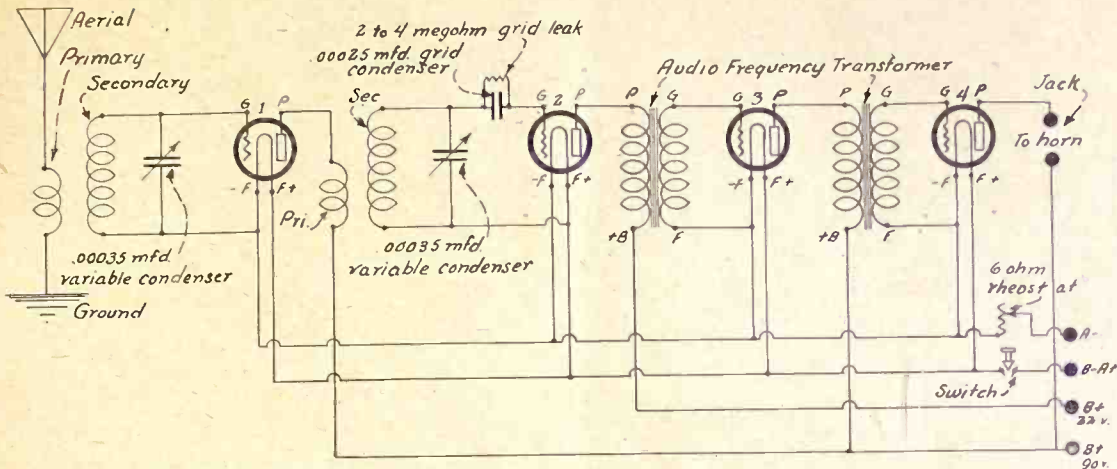 Aerial
Primary
Secondary
2 to 4 megohm grid leak
.00025 mfd. grid
condenser
Sec
Audio Frequency Transformer
Jack
To horn
G 1 P
-F F+
Pri.
G 2 P
-F F+
P G
+B F
G 3 P
-F F+
P G
+B F
G 4 P
-F F+
.00035 mfd.
variable condenser
.00035 mfd.
variable condenser
Ground
6 ohm
rheostat
A-
B-A+
Switch
B+
22 v.
B+
90 v.